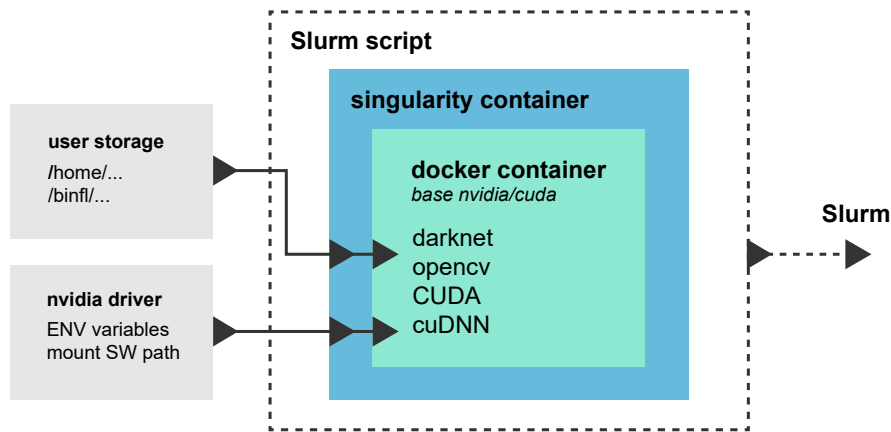 Slurm script
singularity container
user storage
/home/...
/binfl/...
docker container
base nvidia/cuda
darknet
opencv
CUDA
cuDNN
Slurm
nvidia driver
ENV variables
mount SW path